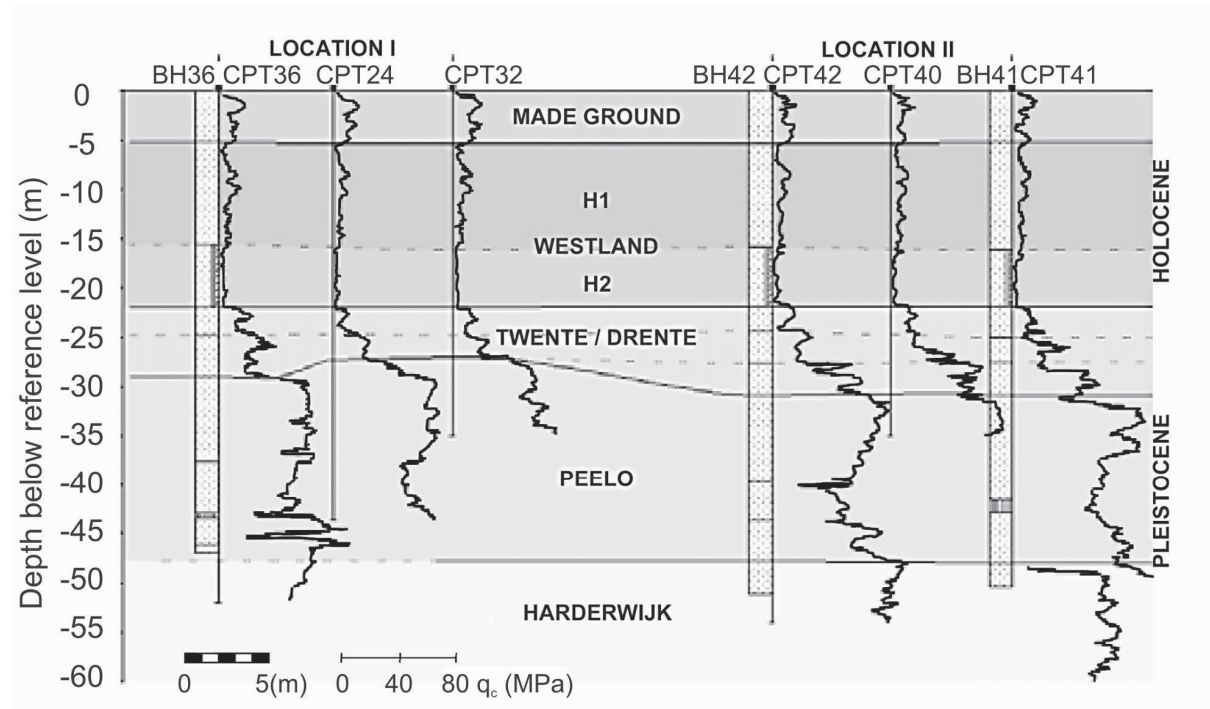 LOCATION I LOCATION II
BH36 CPT36 CPT24 CPT32 BH42 CPT42 CPT40 BH41 CPT41
0
MADE GROUND
-5
-10
H1
-15
WESTLAND
-20
H2
-25
TWENTE / DRENTE
-30
-35
-40
PEELO
-45
-50
HARDERWIJK
-55
-60
Depth below reference level (m)
HOLOCENE
PLEISTOCENE
0 5(m) 0 40 80 qc (MPa)